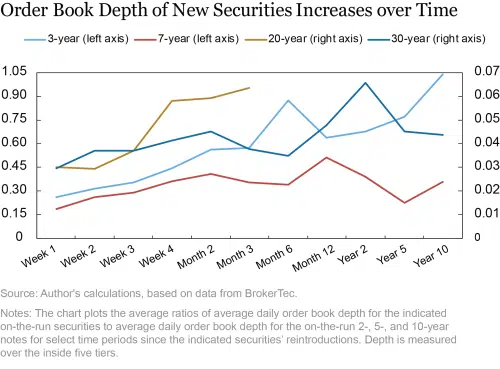 Order Book Depth of New Securities Increases over Time
3-year (left axis) 7-year (left axis) 20-year (right axis) 30-year (right axis)
1.05 0.07
0.90 0.06
0.75 0.05
0.60 0.04
0.45 0.03
0.30 0.02
0.15 0.01
0 0
Week 1 Week 2 Week 3 Week 4 Month 2 Month 3 Month 6 Month 12 Year 2 Year 5 Year 10
Source: Author's calculations, based on data from BrokerTec.
Notes: The chart plots the average ratios of average daily order book depth for the indicated
on-the-run securities to average daily order book depth for the on-the-run 2-, 5-, and 10-year
notes for select time periods since the indicated securities' reintroductions. Depth is measured
over the inside five tiers.